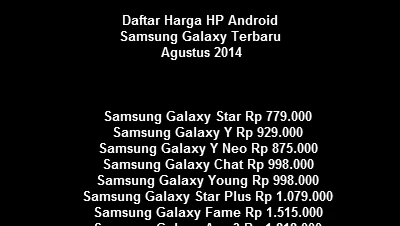 Daftar Harga HP Android
Samsung Galaxy Terbaru
Agustus 2014
Samsung Galaxy Star Rp 779.000
Samsung Galaxy Y Rp 929.000
Samsung Galaxy Y Neo Rp 875.000
Samsung Galaxy Chat Rp 998.000
Samsung Galaxy Young Rp 998.000
Samsung Galaxy Star Plus Rp 1.079.000
Samsung Galaxy Fame Rp 1.515.000
Samsung Galaxy